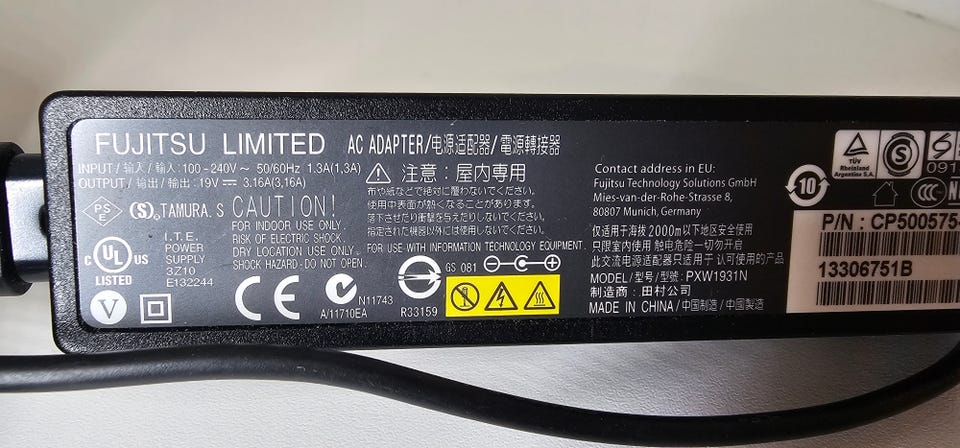 FUJITSU LIMITED AC ADAPTER/电源适配器/電源轉接器
INPUT / 输入 / 輸入 : 100-240V ~ 50/60Hz 1.3A(1,3A)
OUTPUT / 输出 / 輸出 : 19V ⎓ 3.16A(3,16A)
PSE
(S).TAMURA.S
CAUTION!
FOR INDOOR USE ONLY.
RISK OF ELECTRIC SHOCK.
DRY LOCATION USE ONLY.
SHOCK HAZARD - DO NOT OPEN.
I.T.E.
POWER
SUPPLY
3Z10
E132244
C UL US
LISTED
V
CE
N11743
A/11710EA
注意:屋内専用
布や紙などで絶対に覆わないでください。
使用中表面が熱くなることがあります。
落下させたり衝撃を与えたりしないでください。
指定された機器以外には使用しないでください。
FOR USE WITH INFORMATION TECHNOLOGY EQUIPMENT.
GS 081
R33159
Contact address in EU:
Fujitsu Technology Solutions GmbH
Mies-van-der-Rohe-Strasse 8,
80807 Munich, Germany
仅适用于海拔2000m以下地区安全使用
只限室内使用 触电危险一切勿开启
此交流电源适配器只适用于 认可使用的产品
MODEL/型号/型號 : PXW1931N
制造商 : 田村公司
MADE IN CHINA/中国制造/中國製造
10
TÜV
Rheinland
Argentina S.A.
S
091
CCC
P/N : CP500575-
13306751B